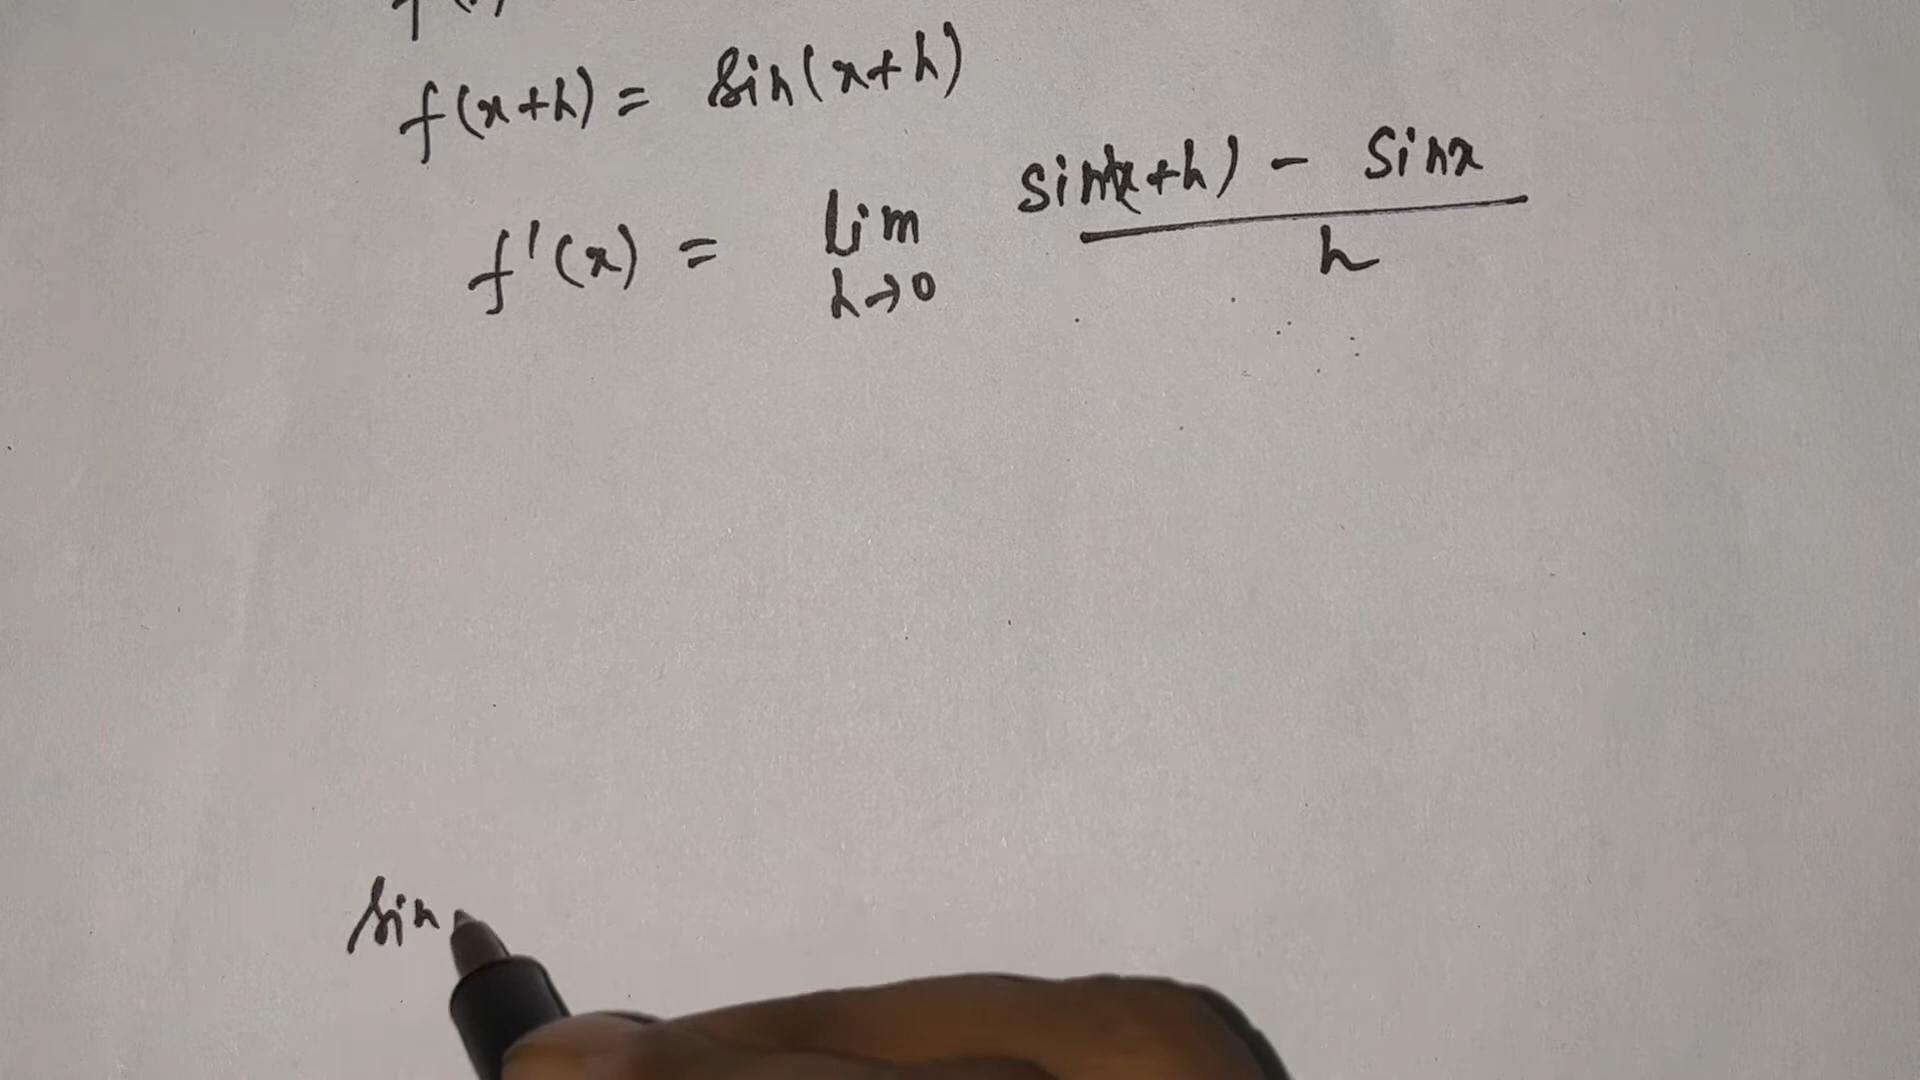 f(x+h) = sin(x+h)
f'(x) = lim h→0 sin(x+h) - sinx / h
sin